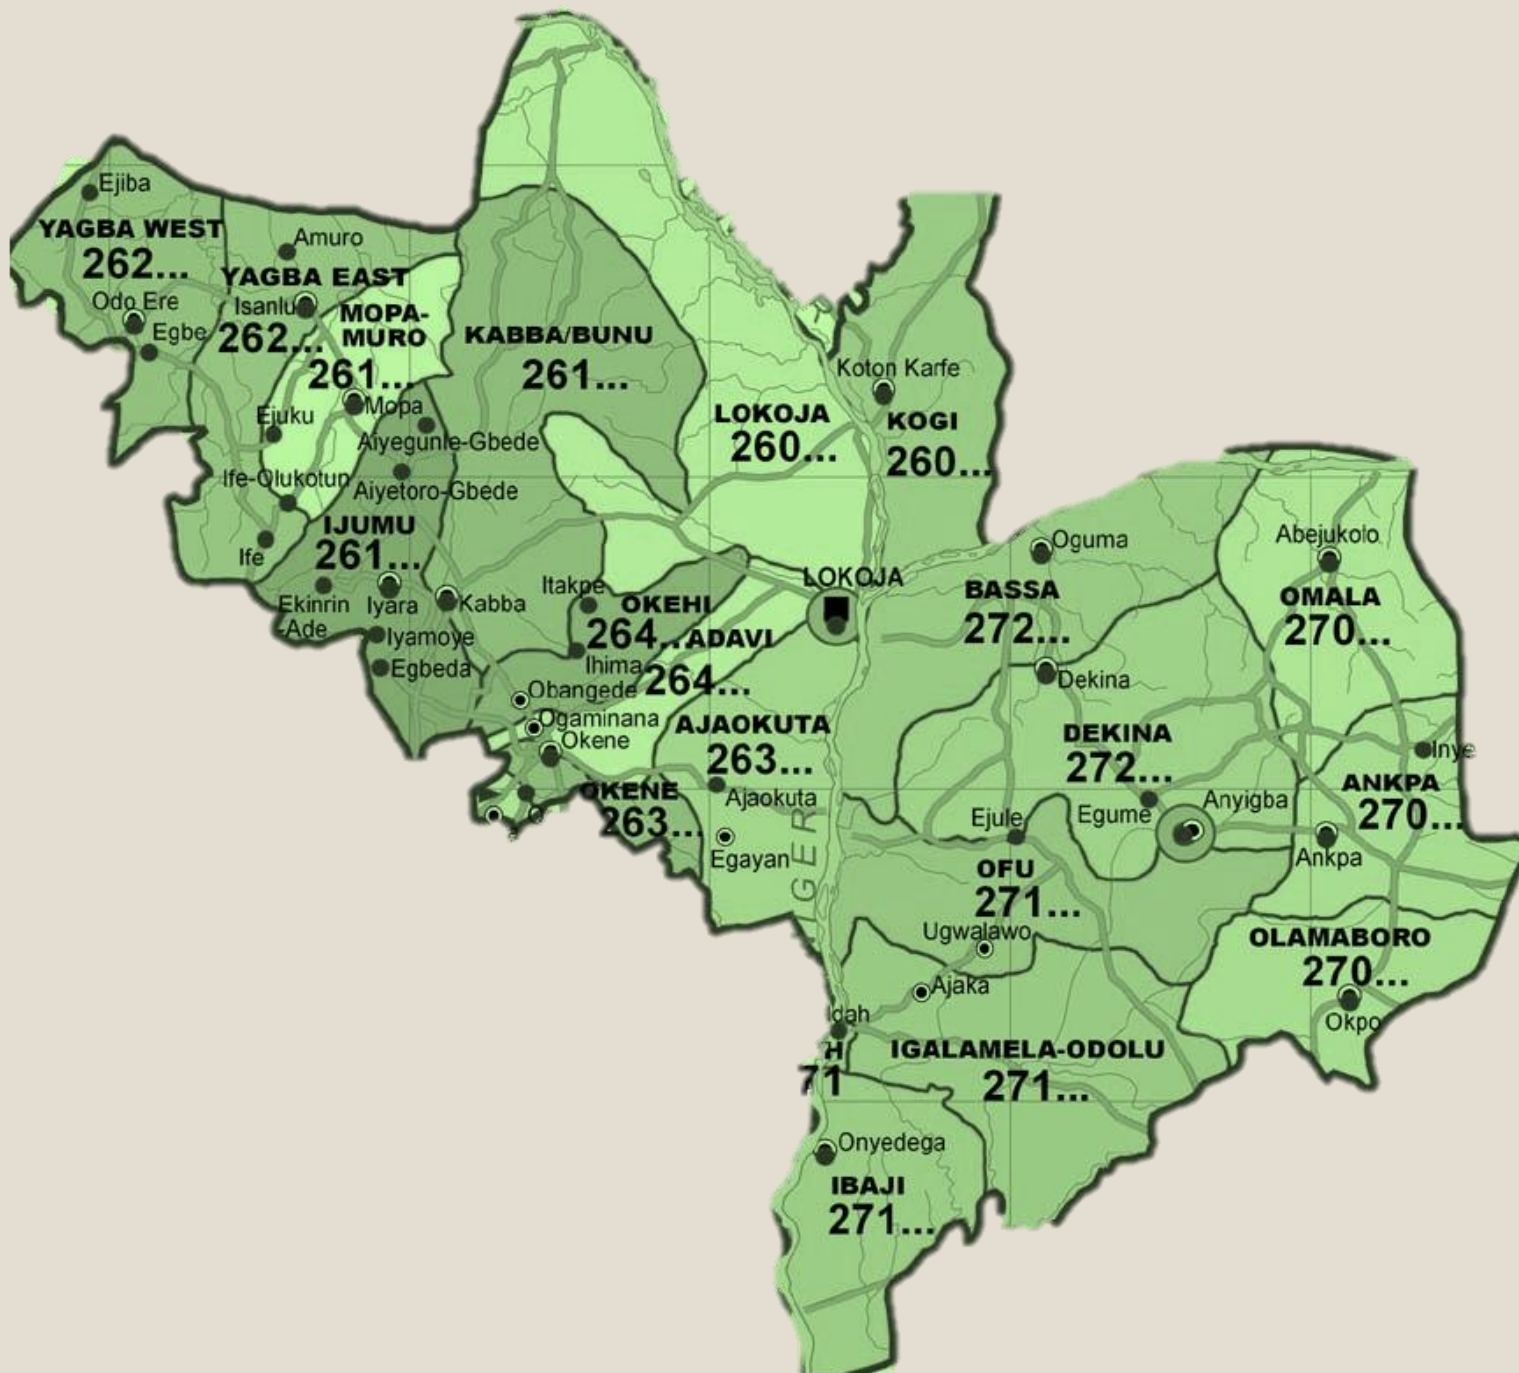 Ejiba
YAGBA WEST
262...
Odo Ere
Egbe
Amuro
YAGBA EAST
Isanlu
262...
MOPA-
MURO
261...
Mopa
Ejuku
Aiyegunle-Gbede
Ife-Olukotun
Aiyetoro-Gbede
IJUMU
261...
Ife
Ekinrin
-Ade
Iyara
Iyamoye
Egbeda
KABBA/BUNU
261...
Kabba
LOKOJA
260...
Koton Karfe
KOGI
260...
LOKOJA
Itakpe
OKEHI
264...
ADAVI
264...
Ihima
Obangede
Ogaminana
Okene
OKENE
263...
AJAOKUTA
263...
Ajaokuta
Egayan
GER
Oguma
BASSA
272...
Dekina
DEKINA
272...
Egume
Anyigba
Abejukolo
OMALA
270...
Inye
ANKPA
270...
Ankpa
Ejule
OFU
271...
Ugwalawo
Ajaka
OLAMABORO
270...
Okpo
Idah
H
71
IGALAMELA-ODOLU
271...
Onyedega
IBAJI
271...